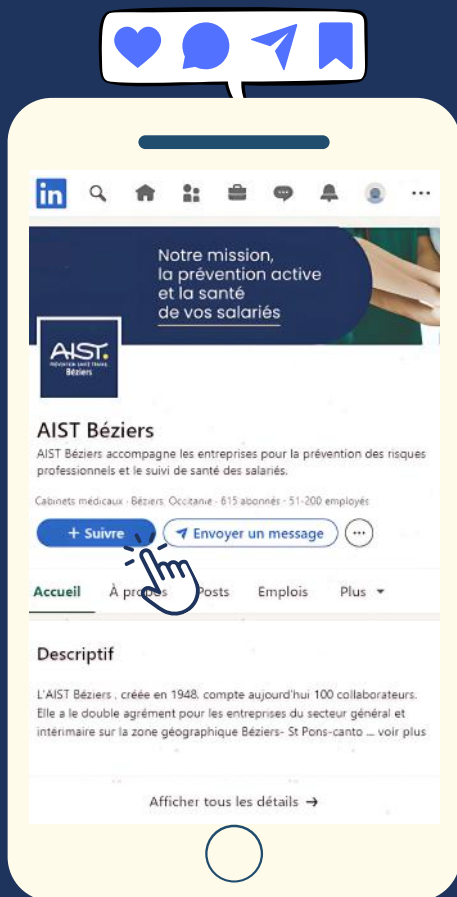 in
Notre mission,
la prévention active
et la santé
de vos salariés
AIST.
PRÉVENTION SANTÉ TRAVAIL
Béziers
AIST Béziers
AIST Béziers accompagne les entreprises pour la prévention des risques
professionnels et le suivi de santé des salariés.
Cabinets médicaux · Béziers, Occitanie · 615 abonnés · 51-200 employés
+ Suivre
Envoyer un message
Accueil À propos Posts Emplois Plus
Descriptif
L'AIST Béziers , créée en 1948, compte aujourd'hui 100 collaborateurs.
Elle a le double agrément pour les entreprises du secteur général et
intérimaire sur la zone géographique Béziers- St Pons-canto ... voir plus
Afficher tous les détails →